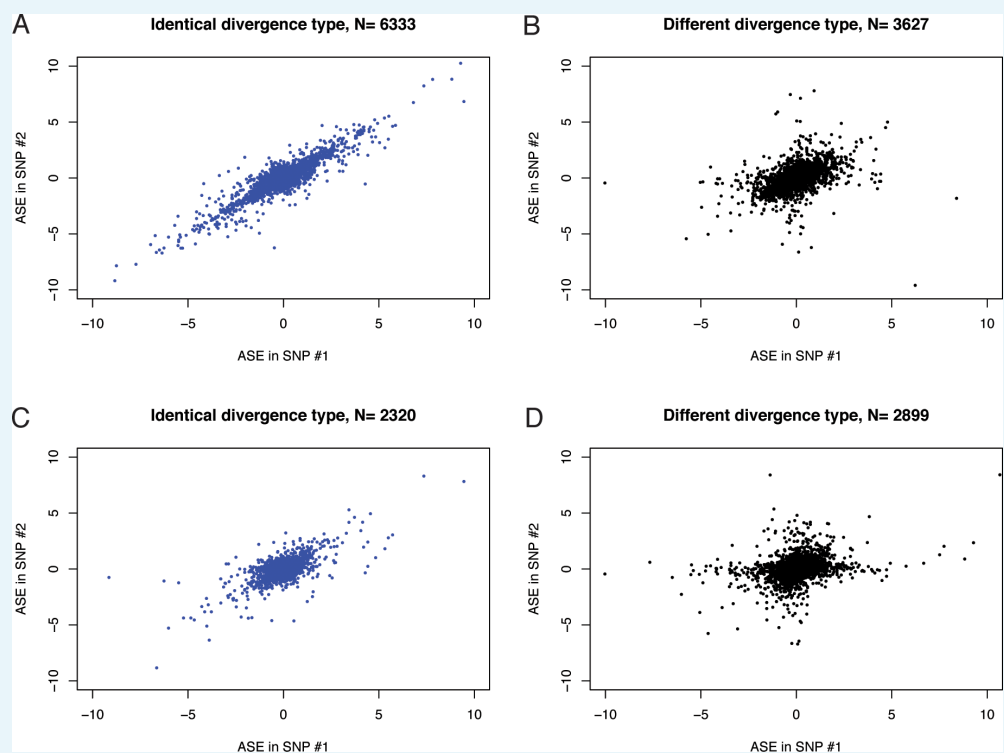 A
Identical divergence type, N= 6333
ASE in SNP #2
10
5
0
−5
−10
−10 −5 0 5 10
ASE in SNP #1
B
Different divergence type, N= 3627
ASE in SNP #2
10
5
0
−5
−10
−10 −5 0 5 10
ASE in SNP #1
C
Identical divergence type, N= 2320
ASE in SNP #2
10
5
0
−5
−10
−10 −5 0 5 10
ASE in SNP #1
D
Different divergence type, N= 2899
ASE in SNP #2
10
5
0
−5
−10
−10 −5 0 5 10
ASE in SNP #1